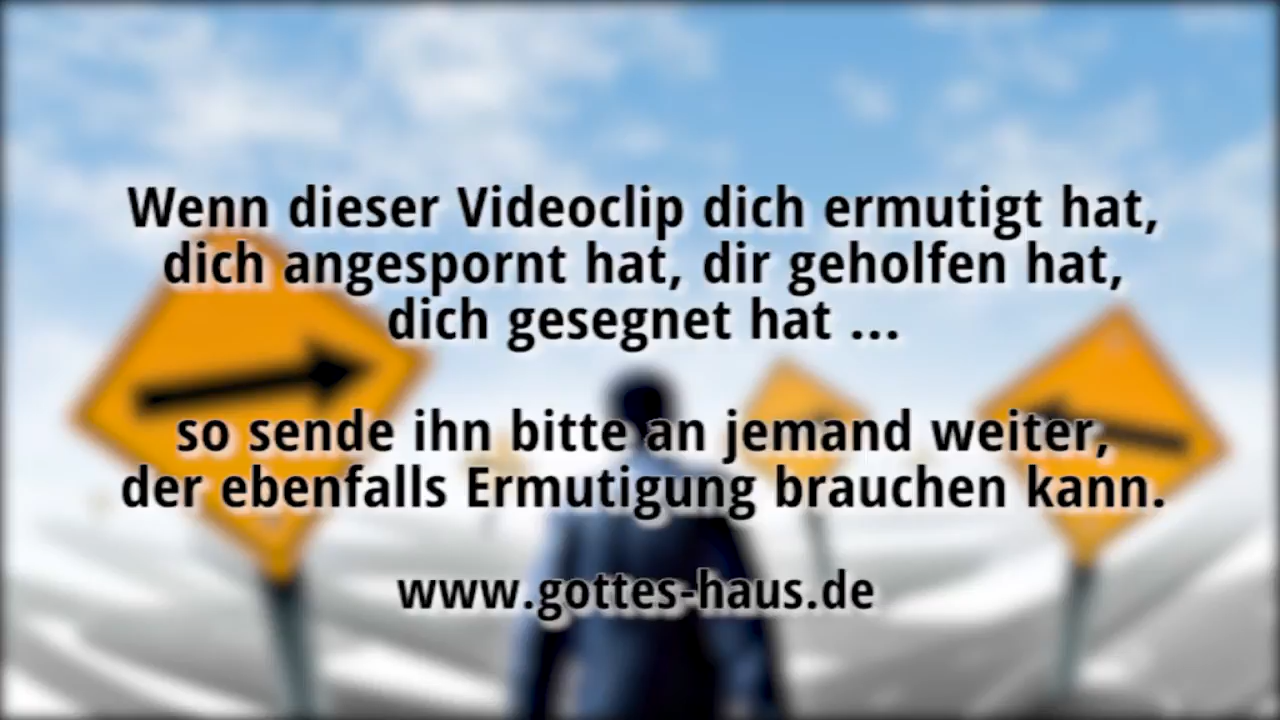 Wenn dieser Videoclip dich ermutigt hat,
dich angespornt hat, dir geholfen hat,
dich gesegnet hat ...
so sende ihn bitte an jemand weiter,
der ebenfalls Ermutigung brauchen kann.
www.gottes-haus.de